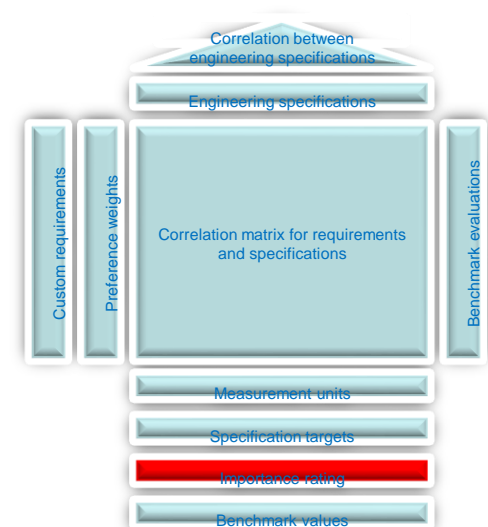 Correlation between
engineering specifications
Engineering specifications
Custom requirements
Preference weights
Correlation matrix for requirements
and specifications
Benchmark evaluations
Measurement units
Specification targets
Importance rating
Benchmark values